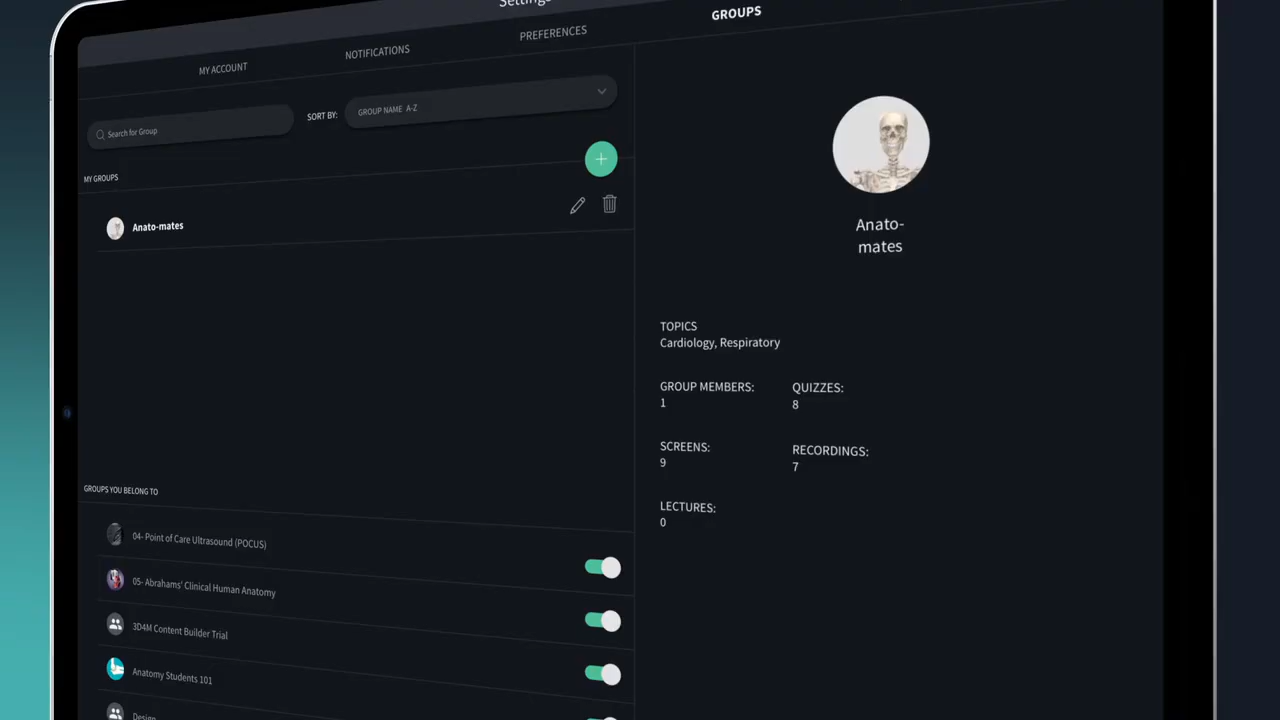 Settings
MY ACCOUNT
NOTIFICATIONS
PREFERENCES
GROUPS
Search for Group
SORT BY:
GROUP NAME A-Z
MY GROUPS
Anato-mates
GROUPS YOU BELONG TO
04- Point of Care Ultrasound (POCUS)
05- Abrahams' Clinical Human Anatomy
3D4M Content Builder Trial
Anatomy Students 101
Design
Anato-
mates
TOPICS
Cardiology, Respiratory
GROUP MEMBERS:
1
QUIZZES:
8
SCREENS:
9
RECORDINGS:
7
LECTURES:
0